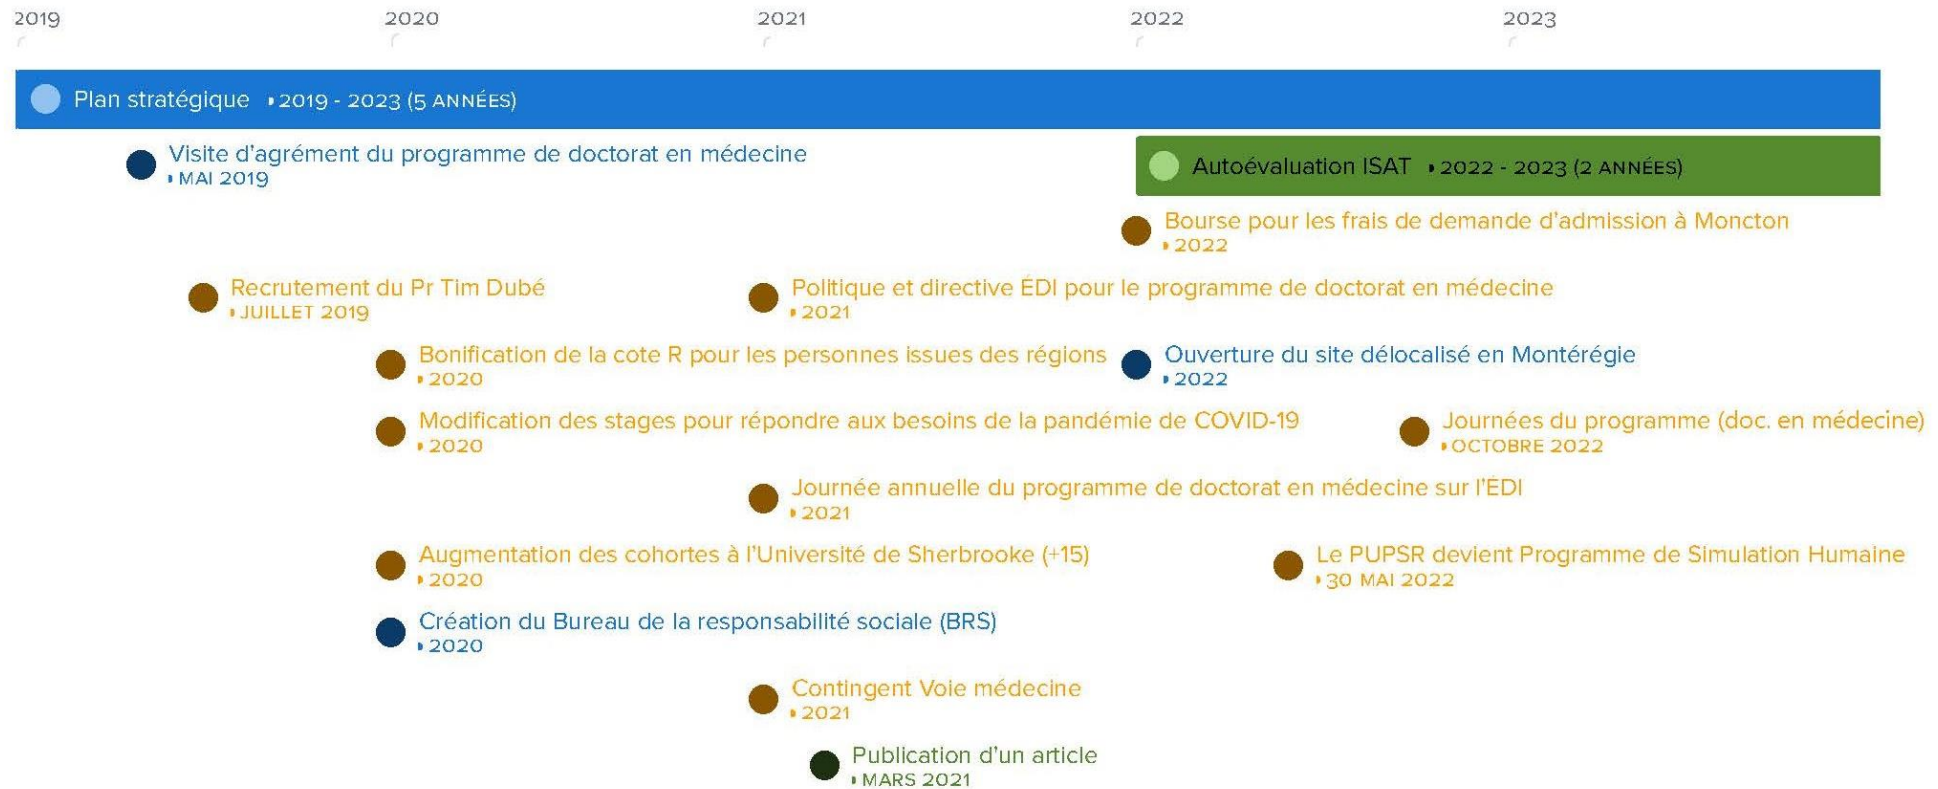 2019 2020 2021 2022 2023
Plan stratégique 2019 - 2023 (5 ANNÉES)
Visite d'agrément du programme de doctorat en médecine
MAI 2019
Autoévaluation ISAT 2022 - 2023 (2 ANNÉES)
Bourse pour les frais de demande d'admission à Moncton
2022
Recrutement du Pr Tim Dubé
JUILLET 2019
Politique et directive ÉDI pour le programme de doctorat en médecine
2021
Bonification de la cote R pour les personnes issues des régions
2020
Ouverture du site délocalisé en Montérégie
2022
Modification des stages pour répondre aux besoins de la pandémie de COVID-19
2020
Journées du programme (doc. en médecine)
OCTOBRE 2022
Journée annuelle du programme de doctorat en médecine sur l'ÉDI
2021
Augmentation des cohortes à l'Université de Sherbrooke (+15)
2020
Le PUPSR devient Programme de Simulation Humaine
30 MAI 2022
Création du Bureau de la responsabilité sociale (BRS)
2020
Contingent Voie médecine
2021
Publication d'un article
MARS 2021